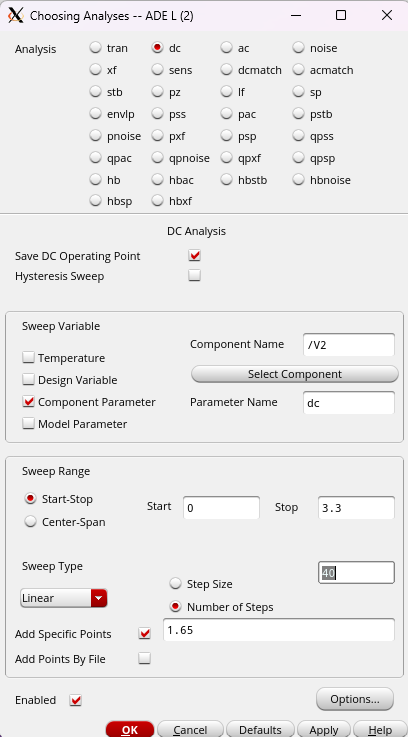 Choosing Analyses -- ADE L (2)
Analysis tran dc ac noise
xf sens dcmatch acmatch
stb pz lf sp
envlp pss pac pstb
pnoise pxf psp qpss
qpac qpnoise qpxf qpsp
hb hbac hbstb hbnoise
hbsp hbxf
DC Analysis
Save DC Operating Point
Hysteresis Sweep
Sweep Variable
Component Name /V2
Temperature
Select Component
Design Variable
Component Parameter Parameter Name dc
Model Parameter
Sweep Range
Start-Stop Start 0 Stop 3.3
Center-Span
Sweep Type 40
Step Size
Linear Number of Steps
Add Specific Points 1.65
Add Points By File
Enabled Options...
OK Cancel Defaults Apply Help